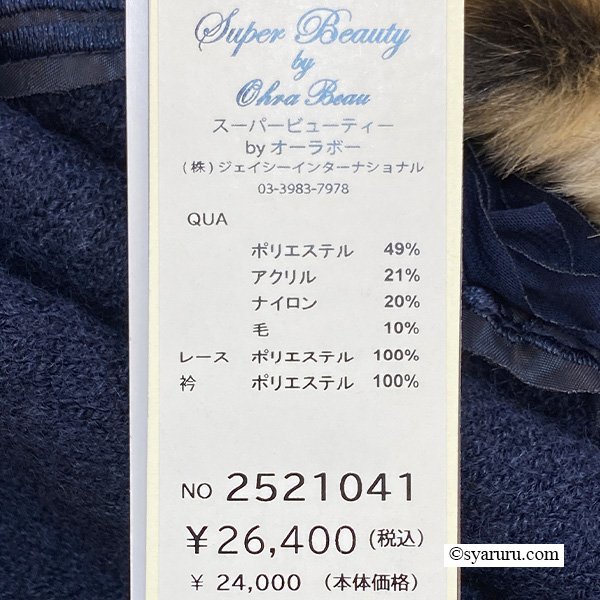 Super Beauty
by
Ohra Beau
スーパービューティー
by オーラボー
(株)ジェイシーインターナショナル
03-3983-7978
QUA
ポリエステル 49%
アクリル 21%
ナイロン 20%
毛 10%
レース ポリエステル 100%
衿 ポリエステル 100%
NO 2521041
¥26,400(税込)
¥ 24,000 (本体価格)
©syaruru.com